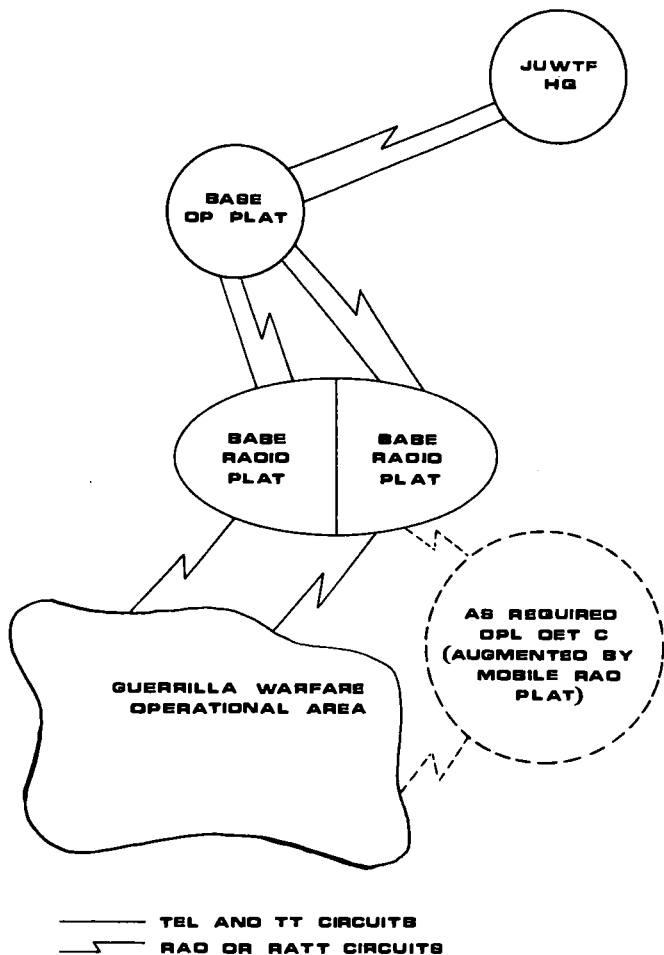 JUWTF
HQ
BASE
OP PLAT
BASE
RADIO
PLAT
BASE
RADIO
PLAT
AS REQUIRED
OPL DET C
(AUGMENTED BY
MOBILE RAD
PLAT)
GUERRILLA WARFARE
OPERATIONAL AREA
TEL AND TT CIRCUITS
RAD OR RATT CIRCUITS